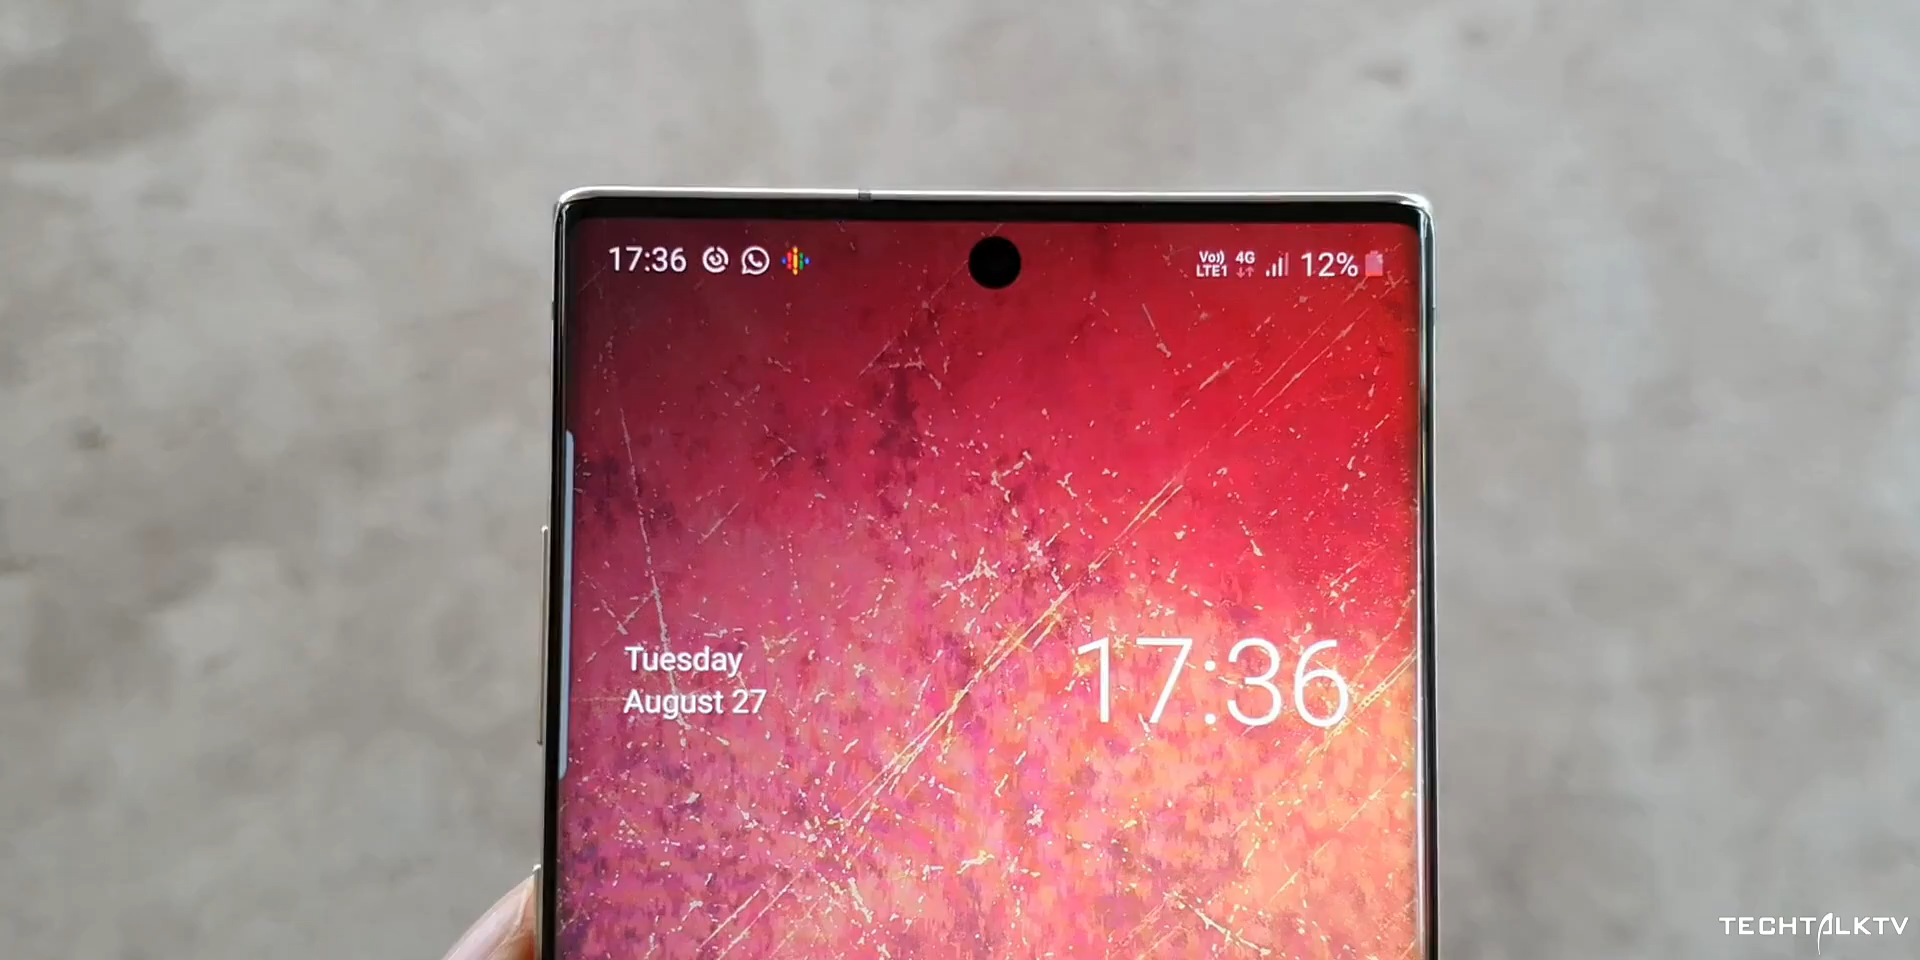 17:36
Vo)) 4G
LTE1
12%
Tuesday
August 27
17:36
TECHTALKTV